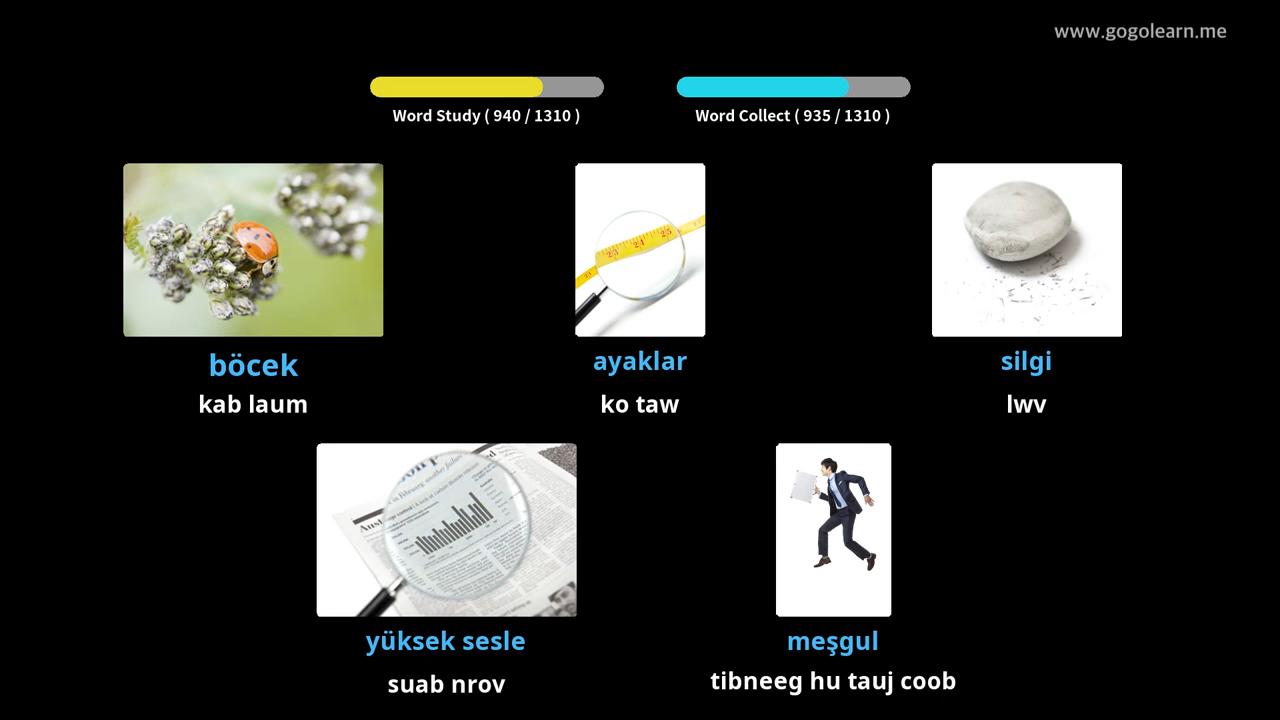 www.gogolearn.me
Word Study ( 940 / 1310 )
Word Collect ( 935 / 1310 )
böcek
kab laum
ayaklar
ko taw
silgi
lwv
yüksek sesle
suab nrov
meşgul
tibneeg hu tauj coob